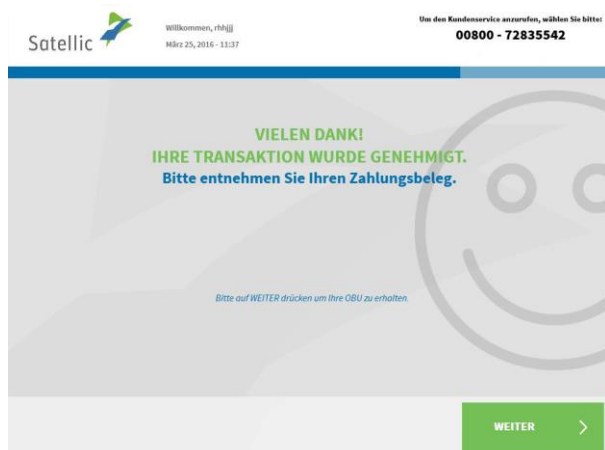 Satellic
Willkommen, rhhjjj
März 25, 2016 - 11:37
Um den Kundenservice anzurufen, wählen Sie bitte:
00800 - 72835542
VIELEN DANK!
IHRE TRANSAKTION WURDE GENEHMIGT.
Bitte entnehmen Sie Ihren Zahlungsbeleg.
Bitte auf WEITER drücken um Ihre OBU zu erhalten.
WEITER